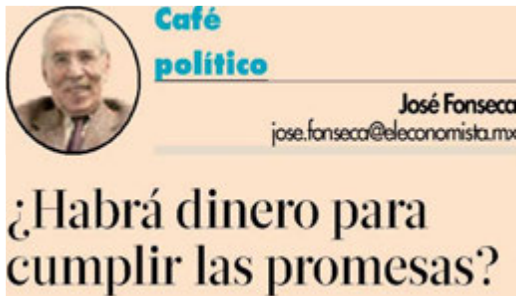 Café
político
José Fonseca
jose.fonseca@eleconomista.mx
¿Habrá dinero para
cumplir las promesas?